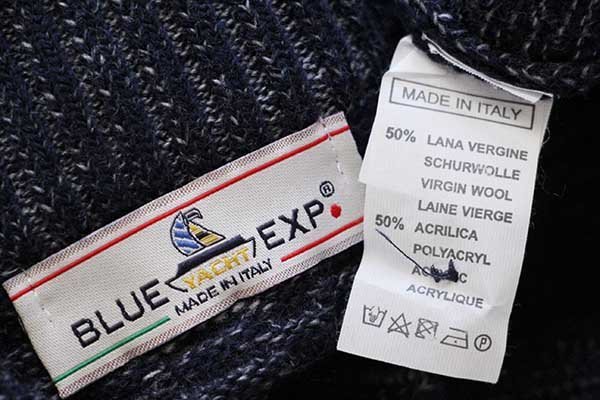 BLUE YACHT EXP.®
MADE IN ITALY
MADE IN ITALY
50% LANA VERGINE
SCHURWOLLE
VIRGIN WOOL
LAINE VIERGE
50% ACRILICA
POLYACRYL
ACRYLIQUE
P